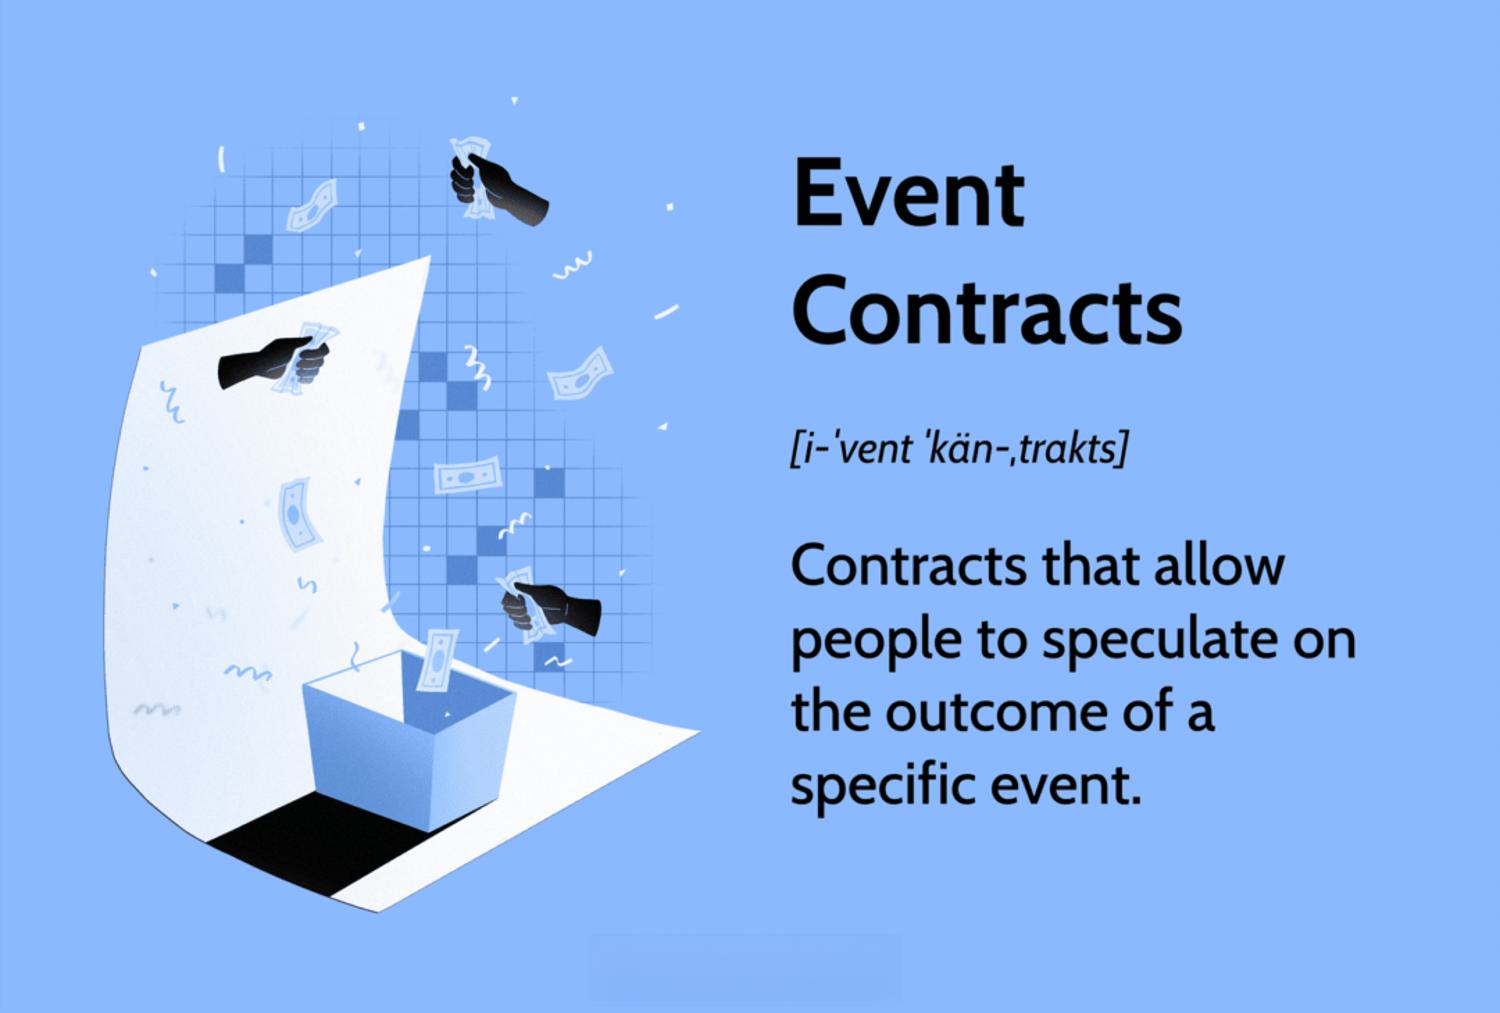 Event
Contracts
[i-ˈvent ˈkän-ˌtrakts]
Contracts that allow
people to speculate on
the outcome of a
specific event.